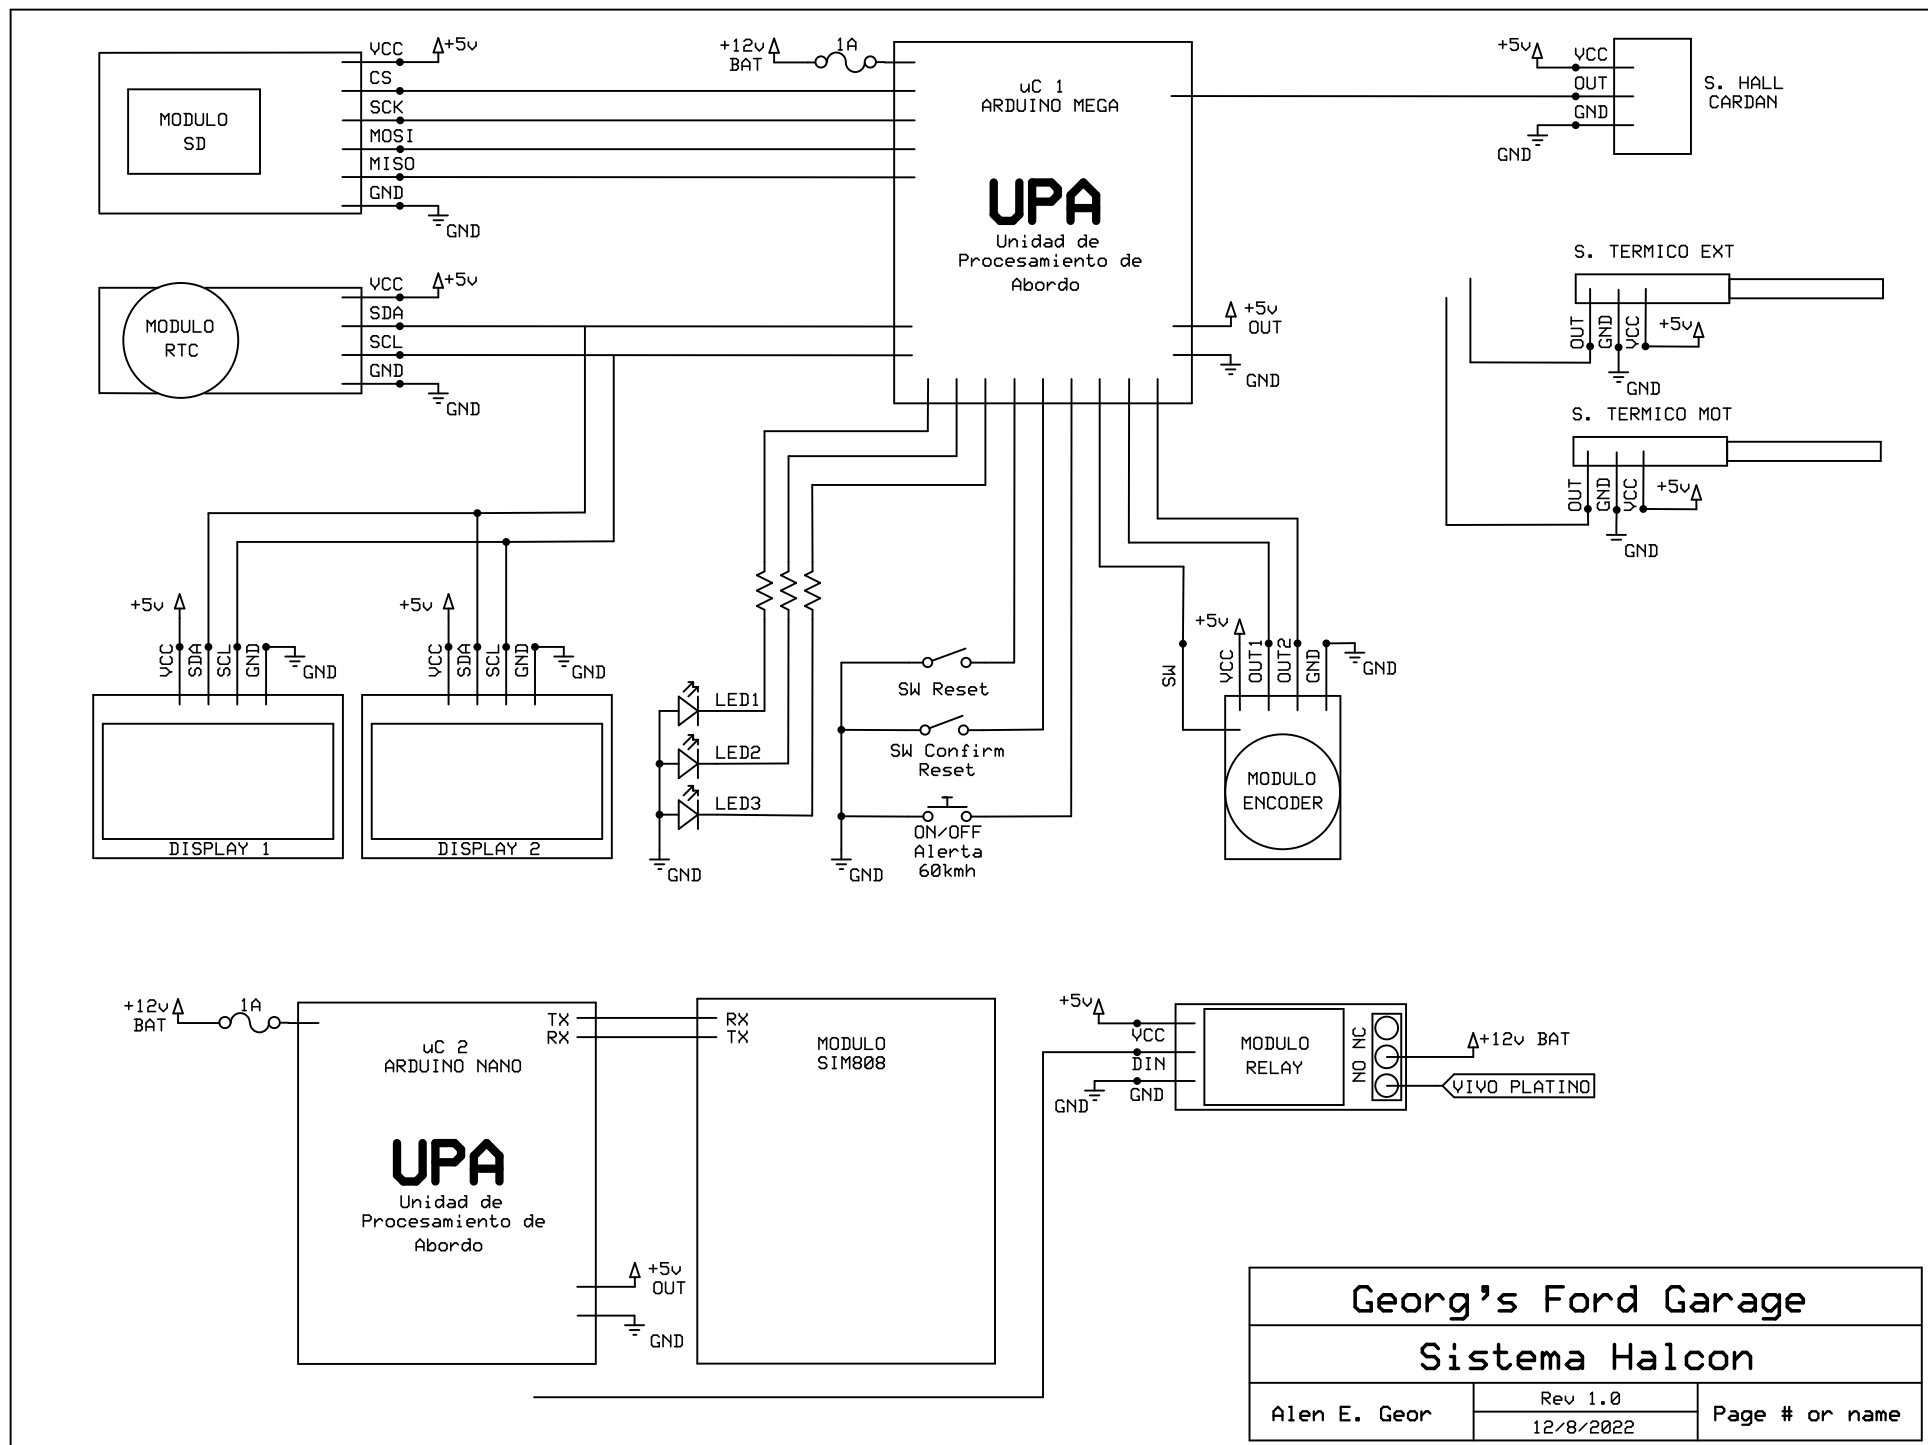 VCC
+5v
CS
SCK
MOSI
MISO
GND
GND
MODULO
SD
+12v
BAT
1A
uC 1
ARDUINO MEGA
UPA
Unidad de
Procesamiento de
Abordo
+5v
OUT
GND
+5v
VCC
OUT
GND
GND
S. HALL
CARDAN
VCC
+5v
SDA
SCL
GND
GND
MODULO
RTC
S. TERMICO EXT
OUT
GND
VCC
+5v
GND
S. TERMICO MOT
OUT
GND
VCC
+5v
GND
+5v
VCC
SDA
SCL
GND
GND
DISPLAY 1
+5v
VCC
SDA
SCL
GND
GND
DISPLAY 2
LED1
LED2
LED3
GND
SW Reset
SW Confirm
Reset
ON/OFF
Alerta
60kmh
GND
SW
+5v
VCC
OUT1
OUT2
GND
GND
MODULO
ENCODER
+12v
BAT
1A
TX
RX
RX
TX
uC 2
ARDUINO NANO
UPA
Unidad de
Procesamiento de
Abordo
+5v
OUT
GND
MODULO
SIM808
+5v
VCC
DIN
GND
GND
MODULO
RELAY
NO NC
+12v BAT
VIVO PLATINO
Georg's Ford Garage
Sistema Halcon
Alen E. Geor
Rev 1.0
12/8/2022
Page # or name